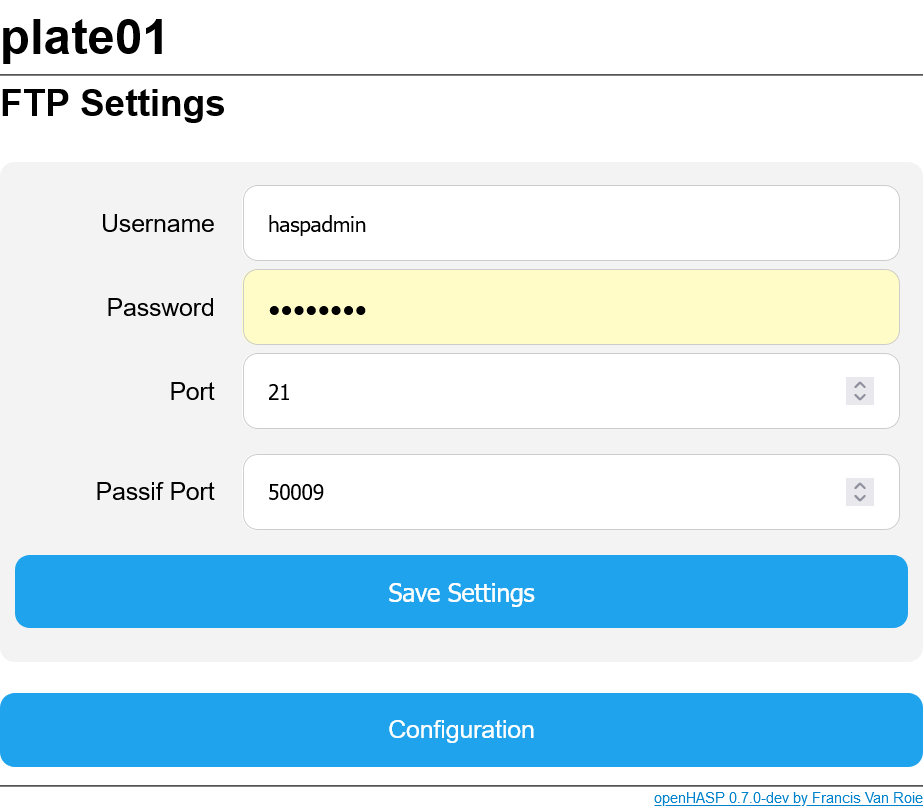 plate01
FTP Settings
Username haspadmin
Password ••••••••
Port 21
Passif Port 50009
Save Settings
Configuration
openHASP 0.7.0-dev by Francis Van Roie